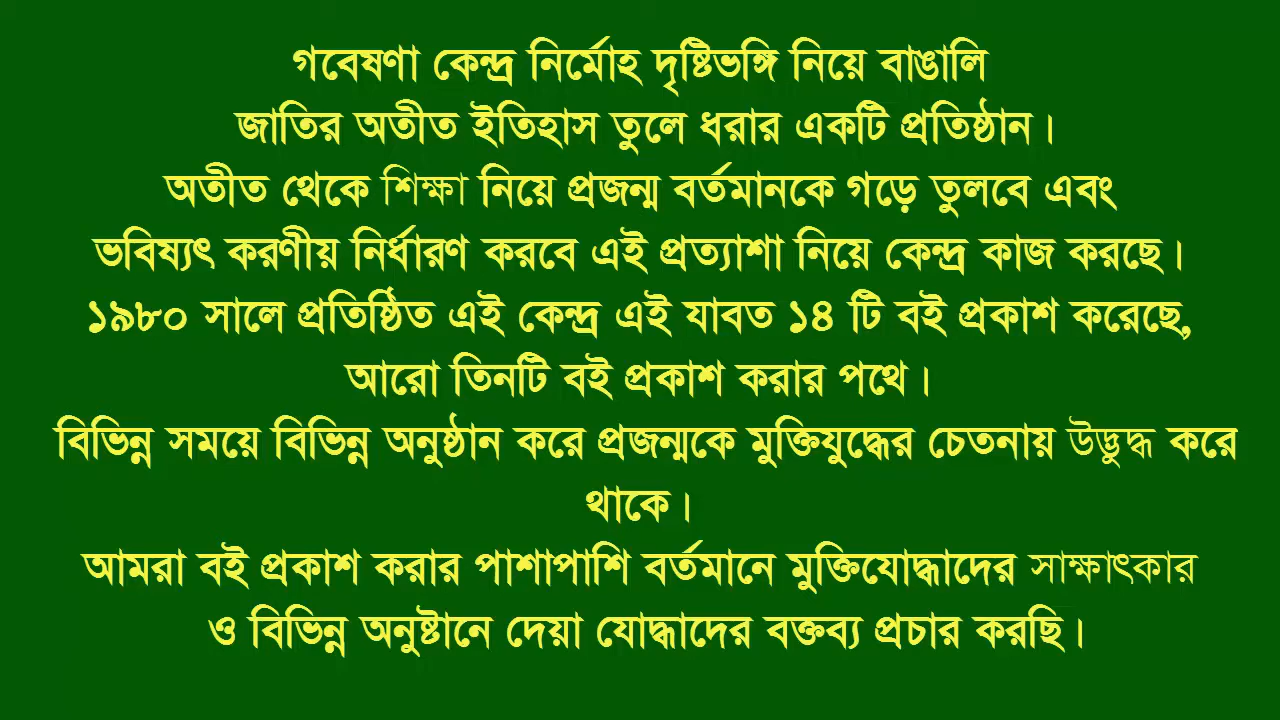 গবেষণা কেন্দ্র নির্মোহ দৃষ্টিভঙ্গি নিয়ে বাঙালি
জাতির অতীত ইতিহাস তুলে ধরার একটি প্রতিষ্ঠান।
অতীত থেকে শিক্ষা নিয়ে প্রজন্ম বর্তমানকে গড়ে তুলবে এবং
ভবিষ্যৎ করণীয় নির্ধারণ করবে এই প্রত্যাশা নিয়ে কেন্দ্র কাজ করছে।
১৯৮০ সালে প্রতিষ্ঠিত এই কেন্দ্র এই যাবত ১৪ টি বই প্রকাশ করেছে,
আরো তিনটি বই প্রকাশ করার পথে।
বিভিন্ন সময়ে বিভিন্ন অনুষ্ঠান করে প্রজন্মকে মুক্তিযুদ্ধের চেতনায় উদ্ভুদ্ধ করে
থাকে।
আমরা বই প্রকাশ করার পাশাপাশি বর্তমানে মুক্তিযোদ্ধাদের সাক্ষাৎকার
ও বিভিন্ন অনুষ্টানে দেয়া যোদ্ধাদের বক্তব্য প্রচার করছি।